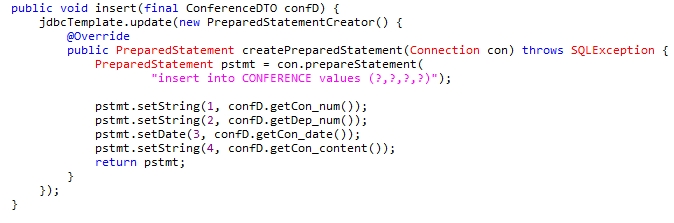 public void insert(final ConferenceDTO confD) {
    jdbcTemplate.update(new PreparedStatementCreator() {
        @Override
        public PreparedStatement createPreparedStatement(Connection con) throws SQLException {
            PreparedStatement pstmt = con.prepareStatement(
                    "insert into CONFERENCE values (?,?,?,?)");

            pstmt.setString(1, confD.getCon_num());
            pstmt.setString(2, confD.getDep_num());
            pstmt.setDate(3, confD.getCon_date());
            pstmt.setString(4, confD.getCon_content());
            return pstmt;
        }
    });
}